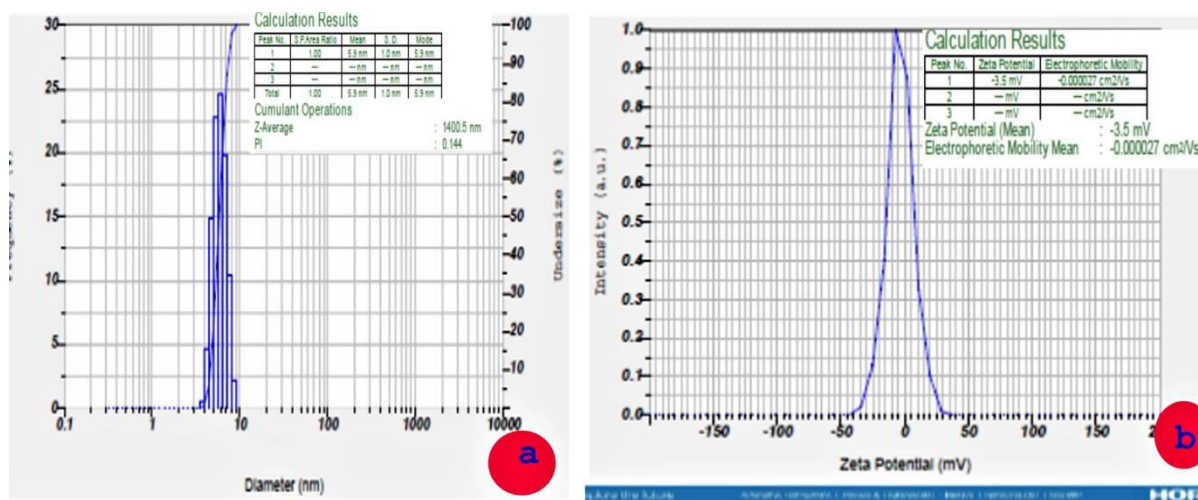 Calculation Results
Peak No. S.P.Area Ratio Mean S. D. Mode
1 1.00 5.9 nm 1.0 nm 5.9 nm
2 — — nm — nm — nm
3 — — nm — nm — nm
Total 1.00 5.9 nm 1.0 nm 5.9 nm
Cumulant Operations
Z-Average : 1400.5 nm
PI : 0.144
30 25 20 15 10 5 0
100 90 80 70 60 50 40 30 20 10
Undersize (%)
0.1 1 10 100 1000 10000
Diameter (nm)
a
Calculation Results
Peak No. Zeta Potential Electrophoretic Mobility
1 -3.5 mV -0.000027 cm2/Vs
2 — mV — cm2/Vs
3 — mV — cm2/Vs
Zeta Potential (Mean) : -3.5 mV
Electrophoretic Mobility Mean : -0.000027 cm2/Vs
1.0 0.9 0.8 0.7 0.6 0.5 0.4 0.3 0.2 0.1 0.0
Intensity (a.u.)
-150 -100 -50 0 50 100 150
Zeta Potential (mV)
b